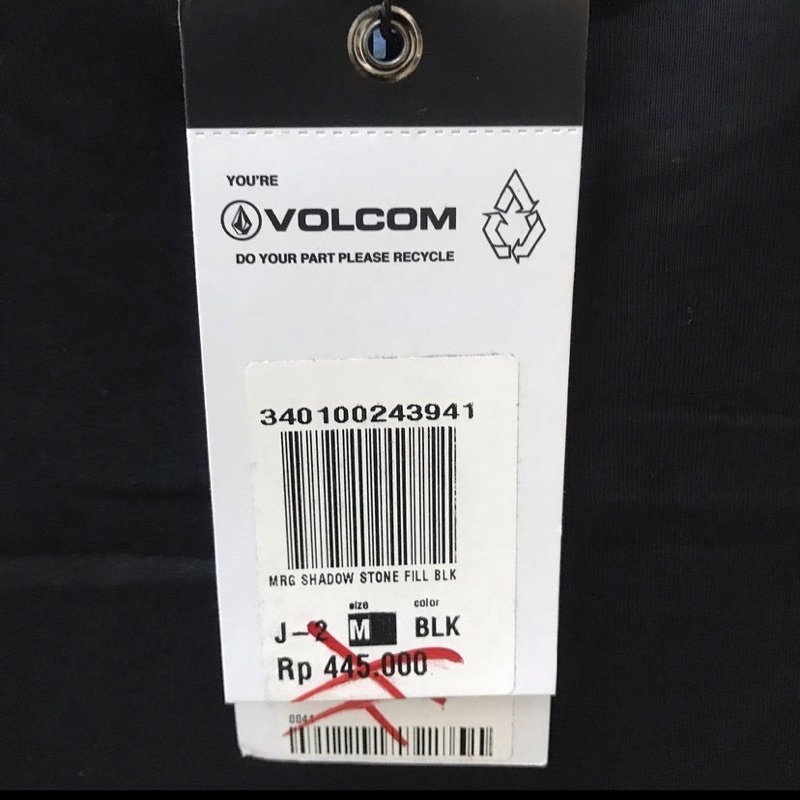 YOU'RE
VOLCOM
DO YOUR PART PLEASE RECYCLE
340100243941
MRG SHADOW STONE FILL BLK
size color
J-2 M BLK
Rp 445.000
0041